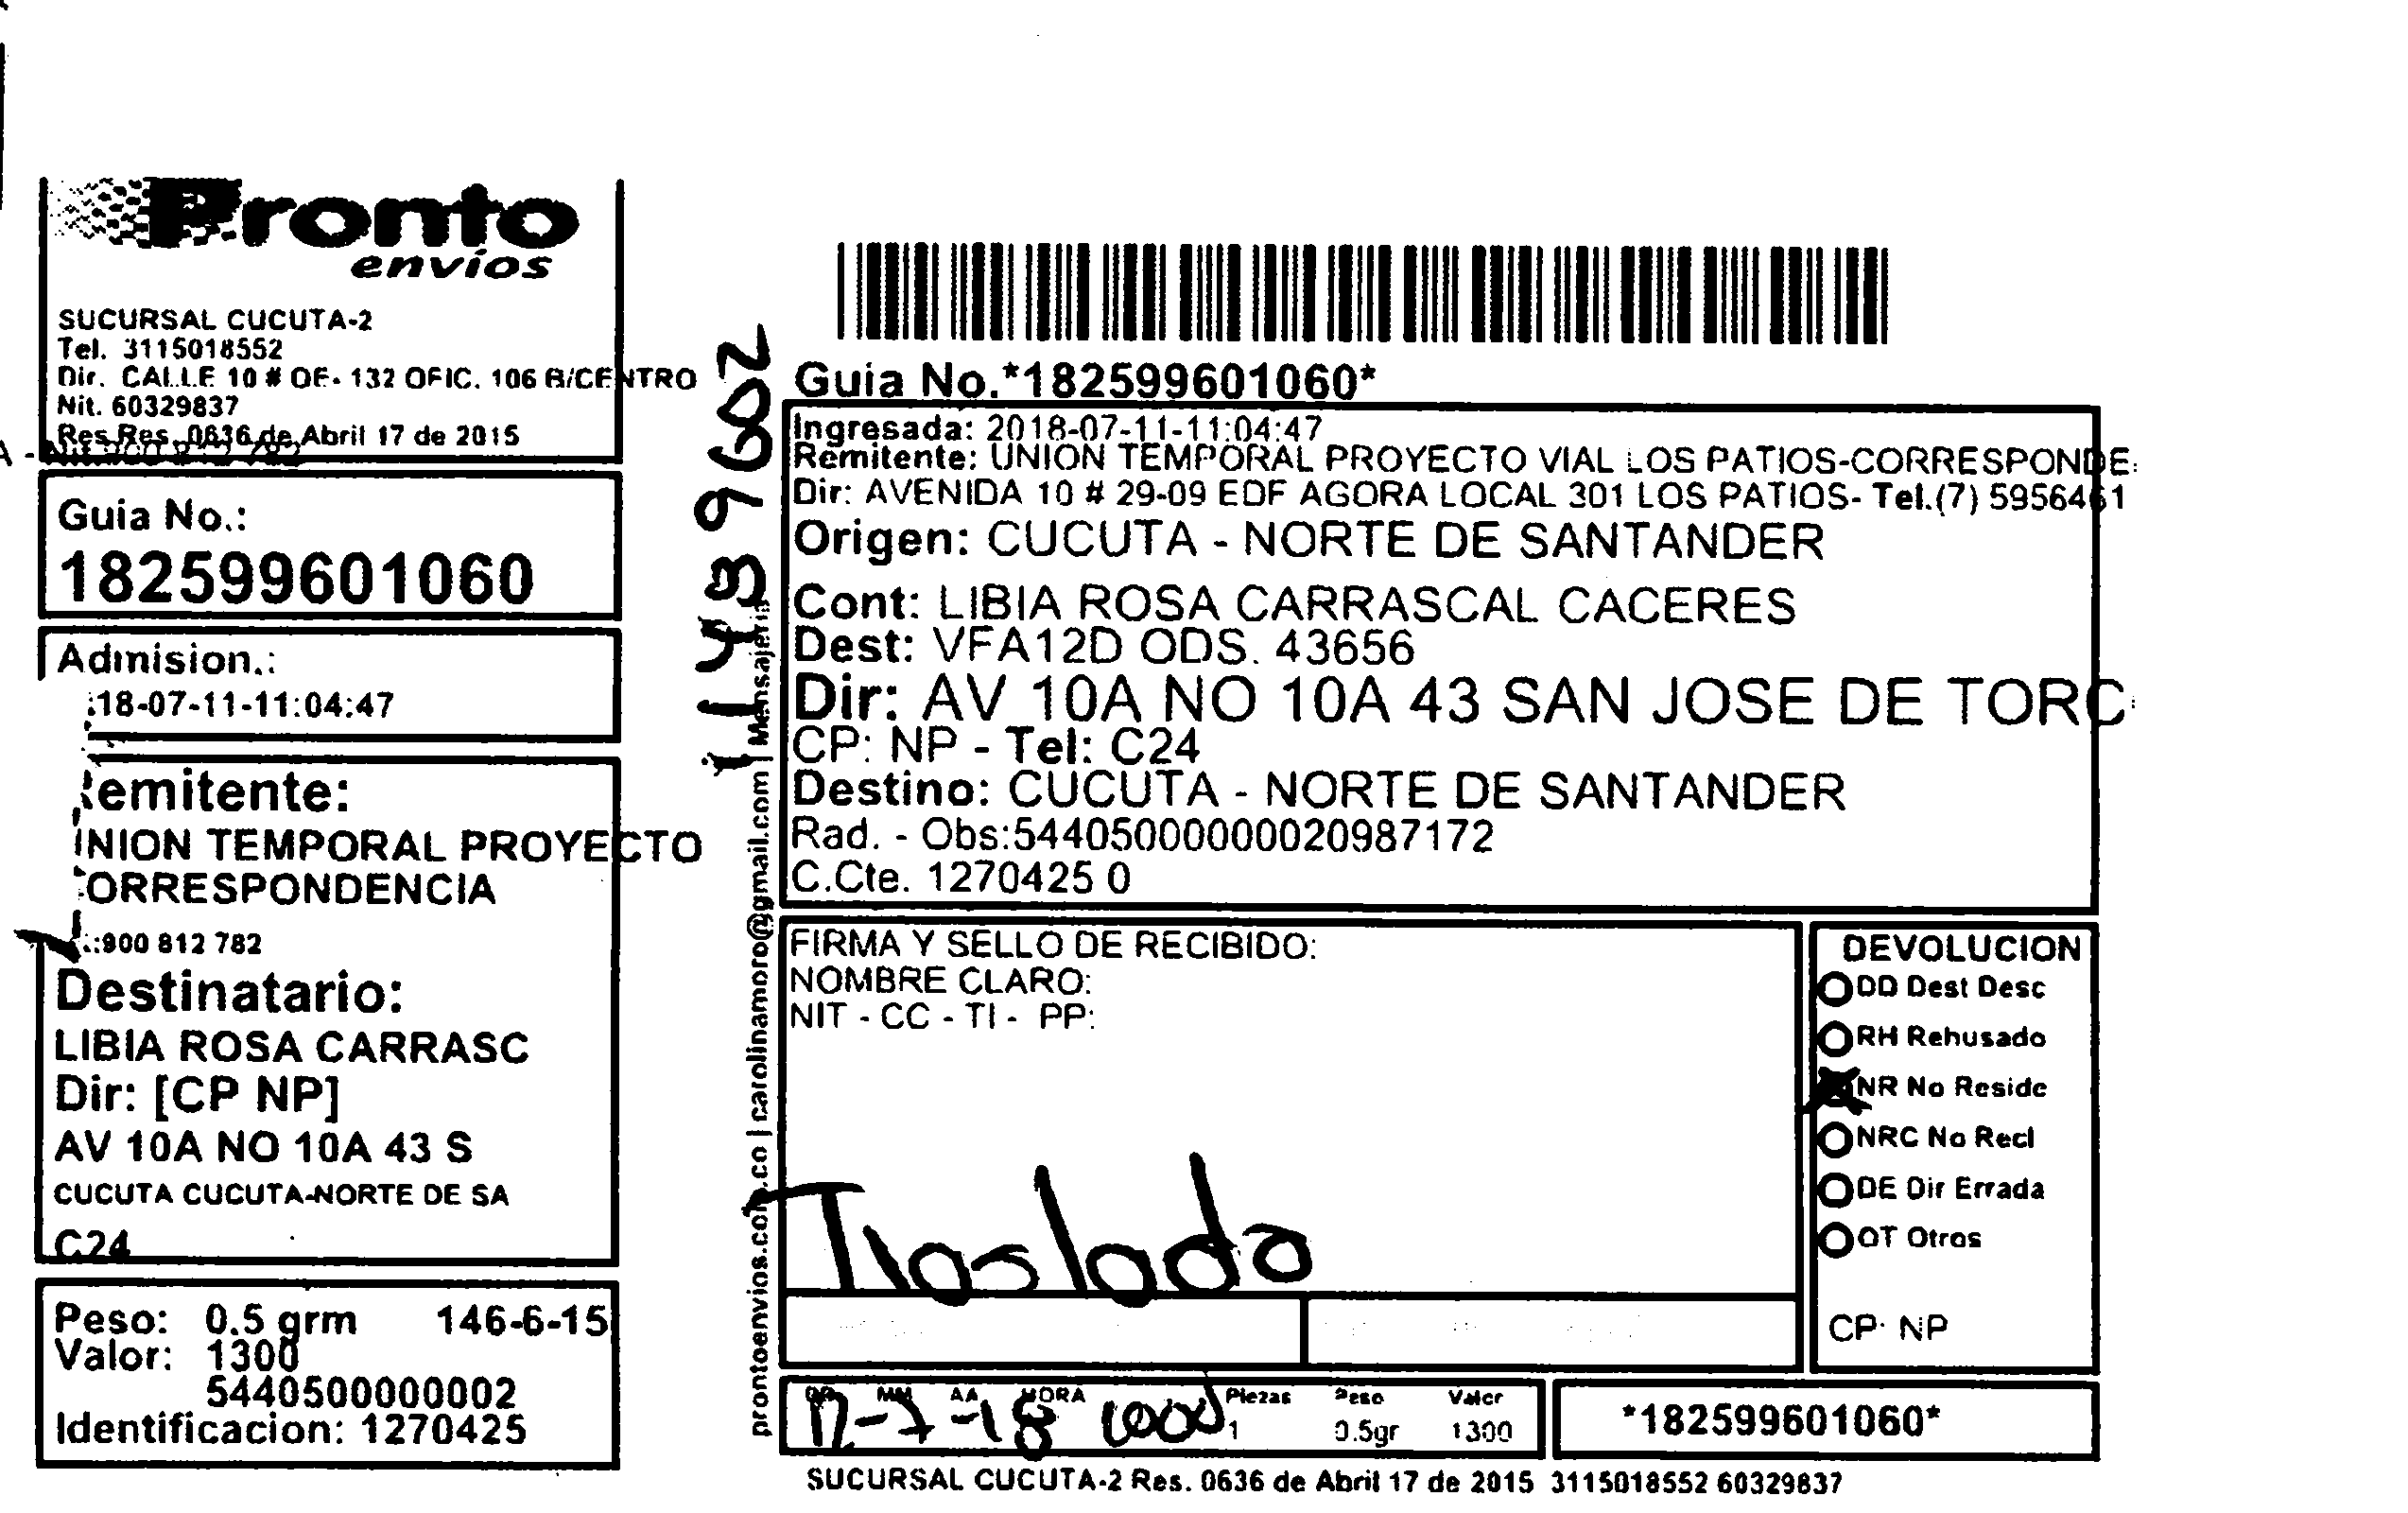 Pronto
envíos
SUCURSAL CUCUTA-2
Tel. 3115018552
Dir. CALLE 10 # OE- 132 OFIC. 106 B/CENTRO
Nit. 60329837
Res Res. 0636 de Abril 17 de 2015
Guia No.:
182599601060
Admision.:
18-07-11-11:04:47
emitente:
NION TEMPORAL PROYECTO
ORRESPONDENCIA
.:900 812 782
Destinatario:
LIBIA ROSA CARRASC
Dir: [CP NP]
AV 10A NO 10A 43 S
CUCUTA CUCUTA-NORTE DE SA
C24
Peso: 0.5 grm 146-6-15
Valor: 1300
5440500000002
Identificacion: 1270425
prontoenvios.com.co | carolinamoro@gmail.com | Mensajeria
Guia No.*182599601060*
Ingresada: 2018-07-11-11:04:47
Remitente: UNION TEMPORAL PROYECTO VIAL LOS PATIOS-CORRESPONDE
Dir: AVENIDA 10 # 29-09 EDF AGORA LOCAL 301 LOS PATIOS- Tel.(7) 5956461
Origen: CUCUTA - NORTE DE SANTANDER
Cont: LIBIA ROSA CARRASCAL CACERES
Dest: VFA12D ODS. 43656
Dir: AV 10A NO 10A 43 SAN JOSE DE TORC
CP: NP - Tel: C24
Destino: CUCUTA - NORTE DE SANTANDER
Rad. - Obs:544050000000020987172
C.Cte. 1270425 0
FIRMA Y SELLO DE RECIBIDO:
NOMBRE CLARO:
NIT - CC - TI - PP:
Traslado
DEVOLUCION
DD Dest Desc
RH Rehusado
NR No Reside
NRC No Recl
DE Dir Errada
OT Otros
CP: NP
DD MM AA HORA Piezas Peso Valor
12-7-18 1 0.5gr 1300
*182599601060*
SUCURSAL CUCUTA-2 Res. 0636 de Abril 17 de 2015 3115018552 60329837